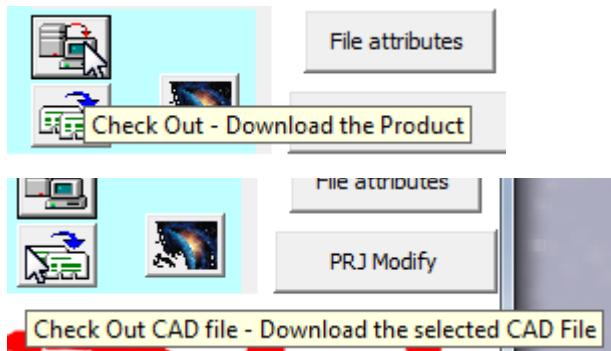 File attributes
Check Out - Download the Product
File attributes
PRJ Modify
Check Out CAD file - Download the selected CAD File